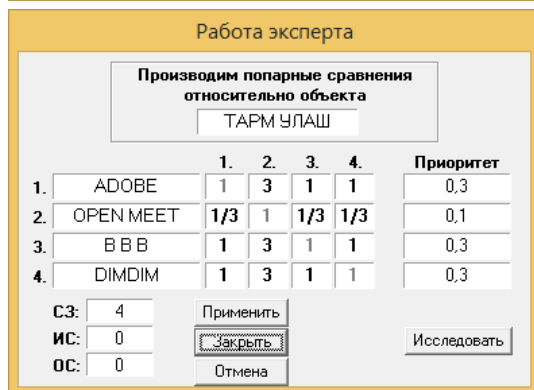 Работа эксперта
Производим попарные сравнения
относительно объекта
ТАРМ УЛАШ
1. 2. 3. 4. Приоритет
1. ADOBE 1 3 1 1 0,3
2. OPEN MEET 1/3 1 1/3 1/3 0,1
3. B B B 1 3 1 1 0,3
4. DIMDIM 1 3 1 1 0,3
СЗ: 4 Применить
ИС: 0 Закрыть Исследовать
ОС: 0 Отмена